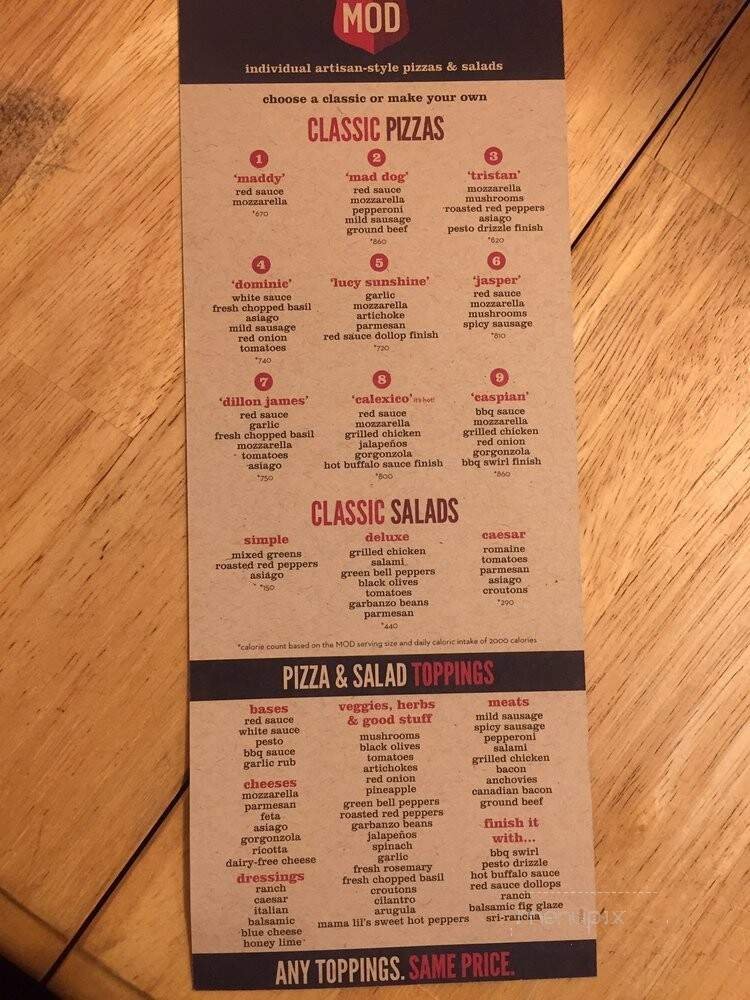 MOD
individual artisan-style pizzas & salads
choose a classic or make your own
CLASSIC PIZZAS
1
'maddy'
red sauce
mozzarella
*670
2
'mad dog'
red sauce
mozzarella
pepperoni
mild sausage
ground beef
*860
3
'tristan'
mozzarella
mushrooms
roasted red peppers
asiago
pesto drizzle finish
*820
4
'dominic'
white sauce
fresh chopped basil
asiago
mild sausage
red onion
tomatoes
*740
5
'lucy sunshine'
garlic
mozzarella
artichoke
parmesan
red sauce dollop finish
*720
6
'jasper'
red sauce
mozzarella
mushrooms
spicy sausage
*810
7
'dillon james'
red sauce
garlic
fresh chopped basil
mozzarella
tomatoes
asiago
*750
8
'calexico' it's hot!
red sauce
mozzarella
grilled chicken
jalapeños
gorgonzola
hot buffalo sauce finish
*800
9
'caspian'
bbq sauce
mozzarella
grilled chicken
red onion
gorgonzola
bbq swirl finish
*860
CLASSIC SALADS
simple
mixed greens
roasted red peppers
asiago
*150
deluxe
grilled chicken
salami
green bell peppers
black olives
tomatoes
garbanzo beans
parmesan
*440
caesar
romaine
tomatoes
parmesan
asiago
croutons
*290
*calorie count based on the MOD serving size and daily caloric intake of 2000 calories
PIZZA & SALAD TOPPINGS
bases
red sauce
white sauce
pesto
bbq sauce
garlic rub
cheeses
mozzarella
parmesan
feta
asiago
gorgonzola
ricotta
dairy-free cheese
dressings
ranch
caesar
italian
balsamic
blue cheese
honey lime
veggies, herbs
& good stuff
mushrooms
black olives
tomatoes
artichokes
red onion
pineapple
green bell peppers
roasted red peppers
garbanzo beans
jalapeños
spinach
garlic
fresh rosemary
fresh chopped basil
croutons
cilantro
arugula
mama lil's sweet hot peppers
meats
mild sausage
spicy sausage
pepperoni
salami
grilled chicken
bacon
anchovies
canadian bacon
ground beef
finish it
with...
bbq swirl
pesto drizzle
hot buffalo sauce
red sauce dollops
ranch
balsamic fig glaze
sri-rancha
menupix
ANY TOPPINGS. SAME PRICE.